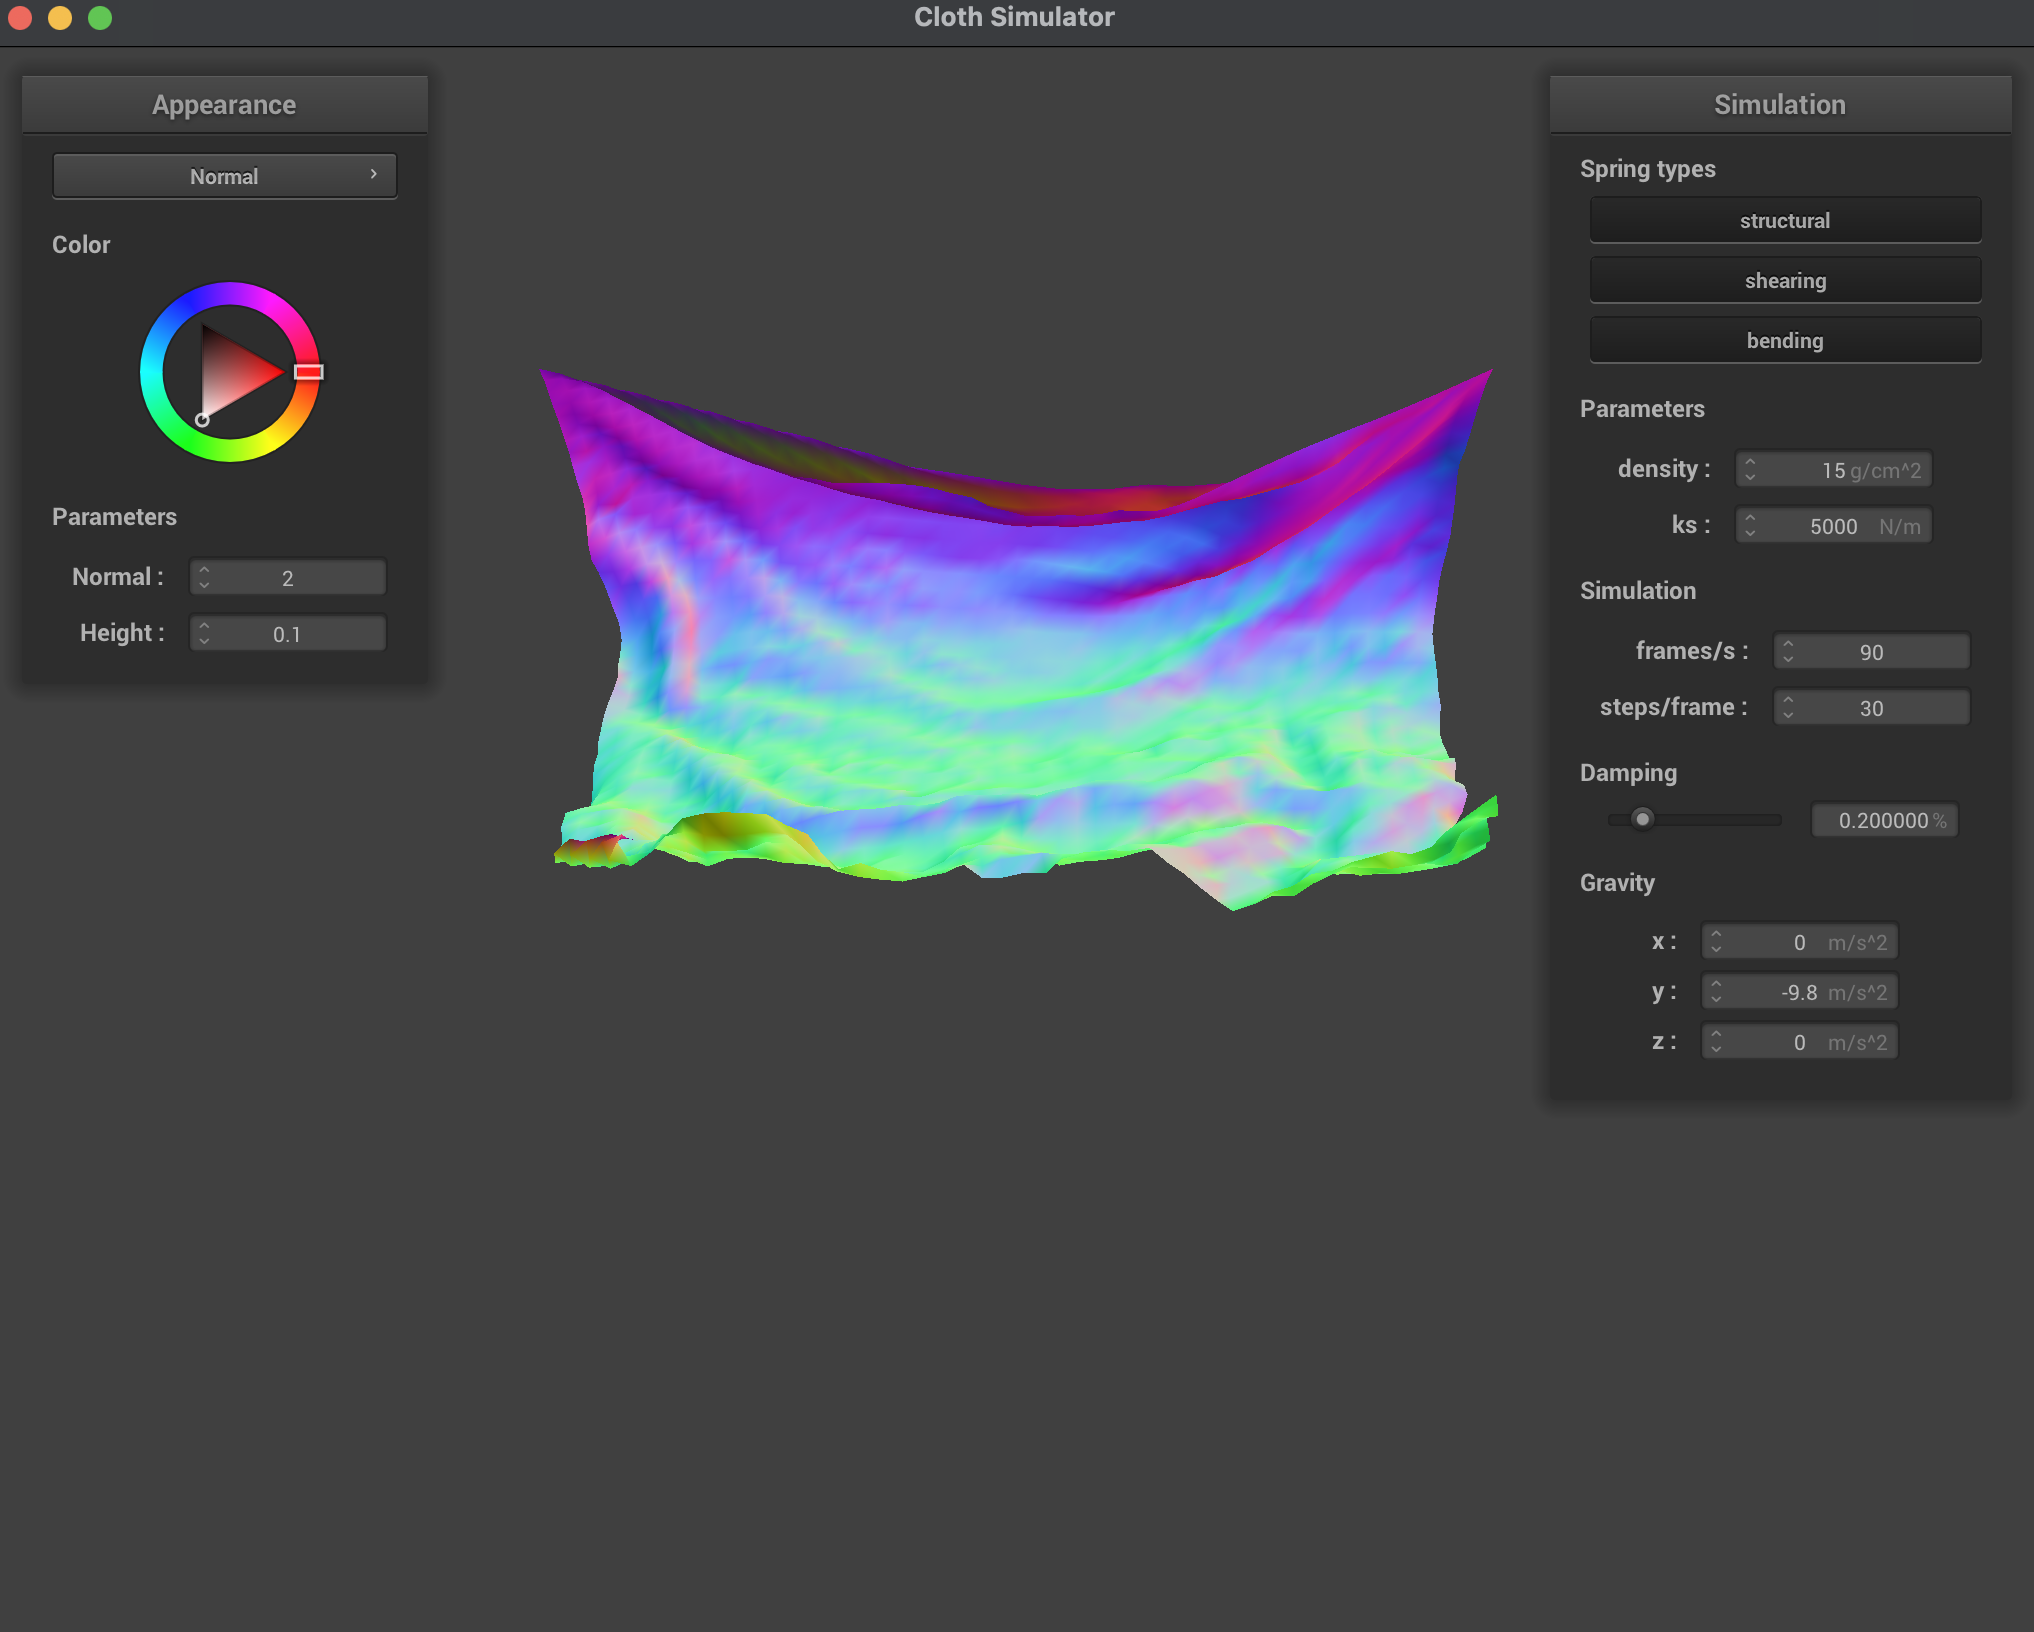 Cloth Simulator
Appearance
Normal
Color
Parameters
Normal : 2
Height : 0.1
Simulation
Spring types
structural
shearing
bending
Parameters
density : 15 g/cm^2
ks : 5000 N/m
Simulation
frames/s : 90
steps/frame : 30
Damping
0.200000 %
Gravity
x : 0 m/s^2
y : -9.8 m/s^2
z : 0 m/s^2